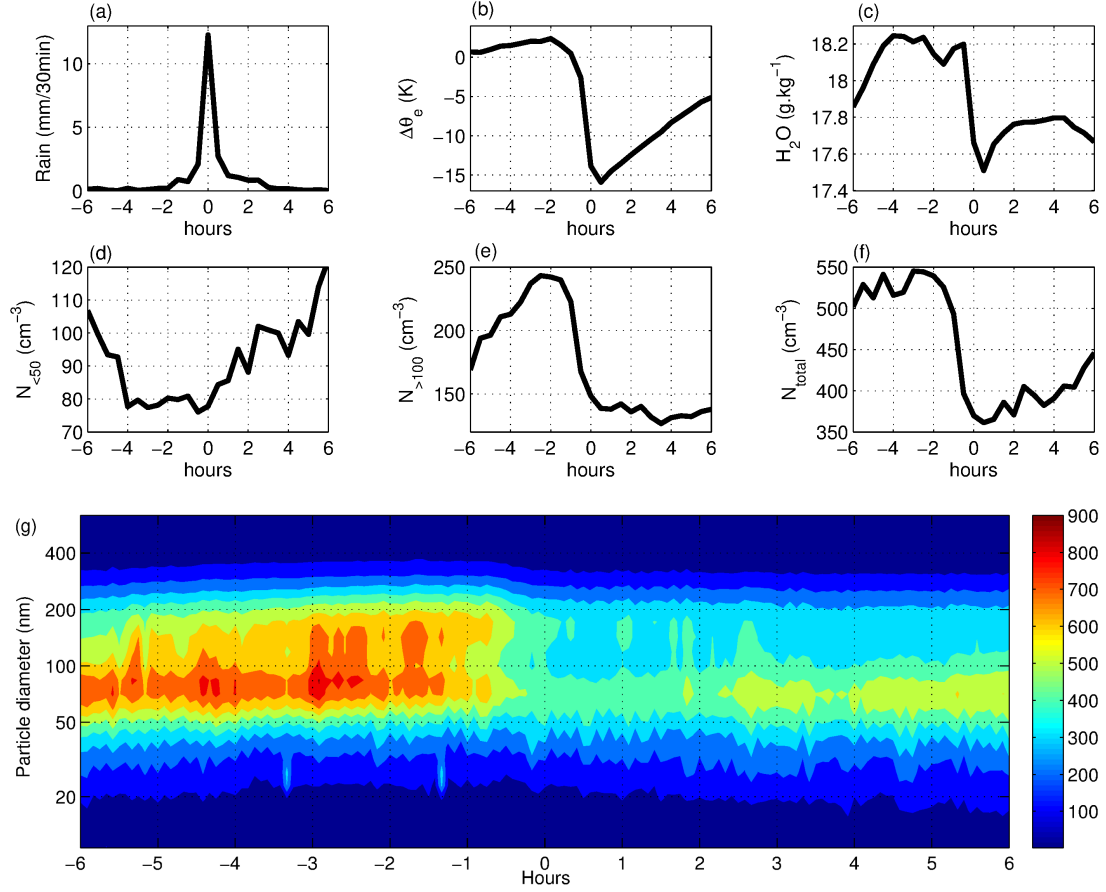 (a)
Rain (mm/30min)
10
5
0
−6 −4 −2 0 2 4 6
hours
(b)
Δθe (K)
0
−5
−10
−15
−6 −4 −2 0 2 4 6
hours
(c)
H2O (g.kg−1)
18.2
18
17.8
17.6
17.4
−6 −4 −2 0 2 4 6
hours
(d)
N<50 (cm−3)
120
110
100
90
80
70
−6 −4 −2 0 2 4 6
hours
(e)
N>100 (cm−3)
250
200
150
−6 −4 −2 0 2 4 6
hours
(f)
Ntotal (cm−3)
550
500
450
400
350
−6 −4 −2 0 2 4 6
hours
(g)
Particle diameter (nm)
400
200
100
50
20
−6 −5 −4 −3 −2 −1 0 1 2 3 4 5 6
Hours
900
800
700
600
500
400
300
200
100